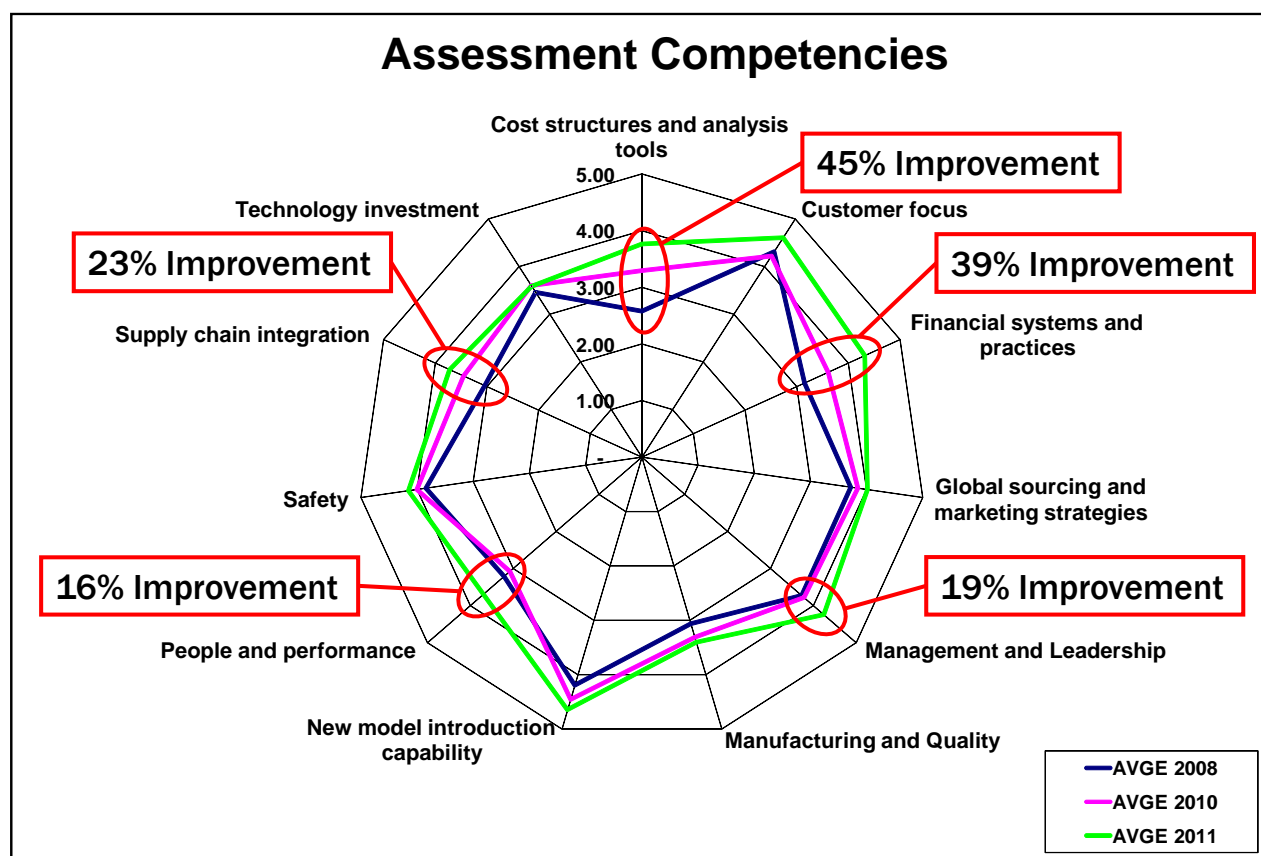 Assessment Competencies
Cost structures and analysis
tools
45% Improvement
5.00
Technology investment
Customer focus
4.00
23% Improvement
39% Improvement
3.00
Supply chain integration
Financial systems and
practices
2.00
1.00
-
Safety
Global sourcing and
marketing strategies
16% Improvement
19% Improvement
People and performance
Management and Leadership
New model introduction
capability
Manufacturing and Quality
AVGE 2008
AVGE 2010
AVGE 2011